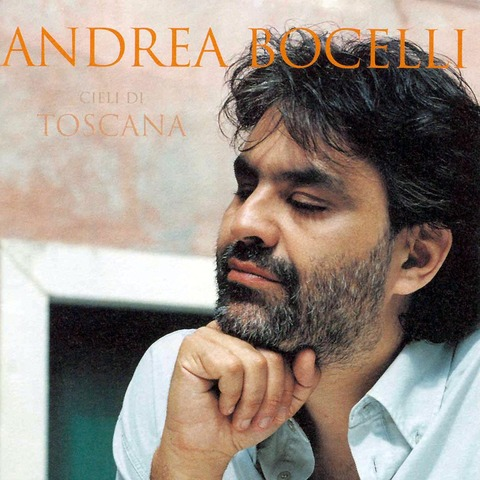 ANDREA BOCELLI
CIELI DI
TOSCANA